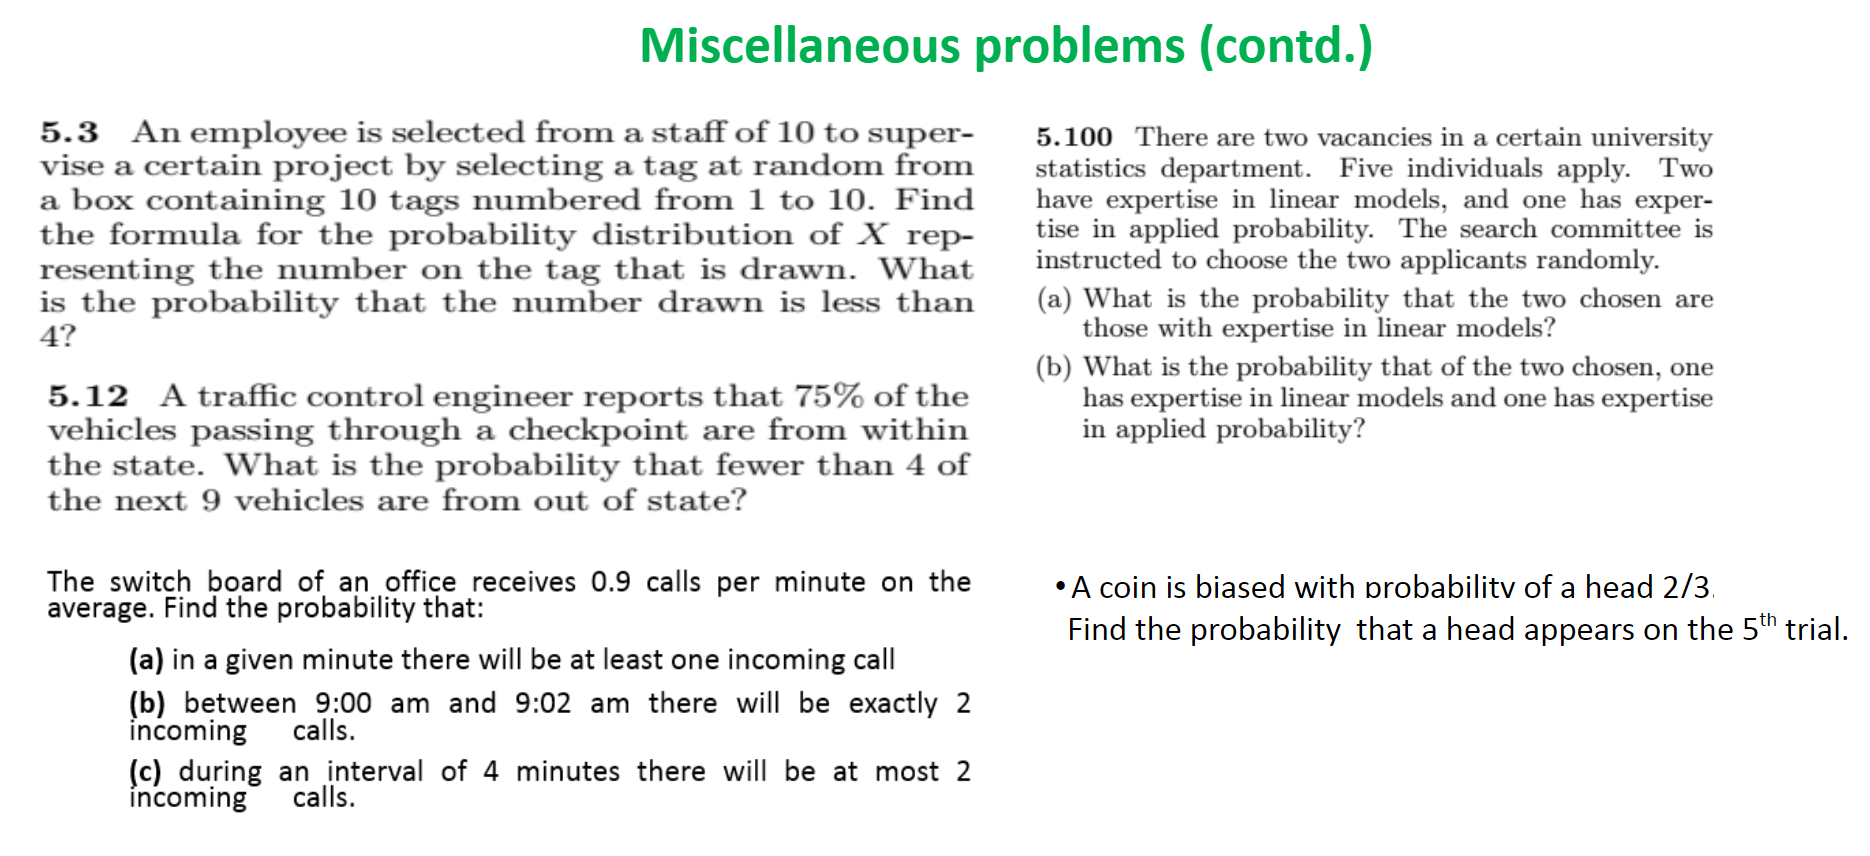 Miscellaneous problems (contd.)
5.3 An employee is selected from a staff of 10 to super-
vise a certain project by selecting a tag at random from
a box containing 10 tags numbered from 1 to 10. Find
the formula for the probability distribution of X rep-
resenting the number on the tag that is drawn. What
is the probability that the number drawn is less than
4?
5.12 A traffic control engineer reports that 75% of the
vehicles passing through a checkpoint are from within
the state. What is the probability that fewer than 4 of
the next 9 vehicles are from out of state?
The switch board of an office receives 0.9 calls per minute on the
average. Find the probability that:
(a) in a given minute there will be at least one incoming call
(b) between 9:00 am and 9:02 am there will be exactly 2
incoming calls.
(c) during an interval of 4 minutes there will be at most 2
incoming calls.
5.100 There are two vacancies in a certain university
statistics department. Five individuals apply. Two
have expertise in linear models, and one has exper-
tise in applied probability. The search committee is
instructed to choose the two applicants randomly.
(a) What is the probability that the two chosen are
those with expertise in linear models?
(b) What is the probability that of the two chosen, one
has expertise in linear models and one has expertise
in applied probability?
• A coin is biased with probability of a head 2/3.
Find the probability that a head appears on the 5th trial.